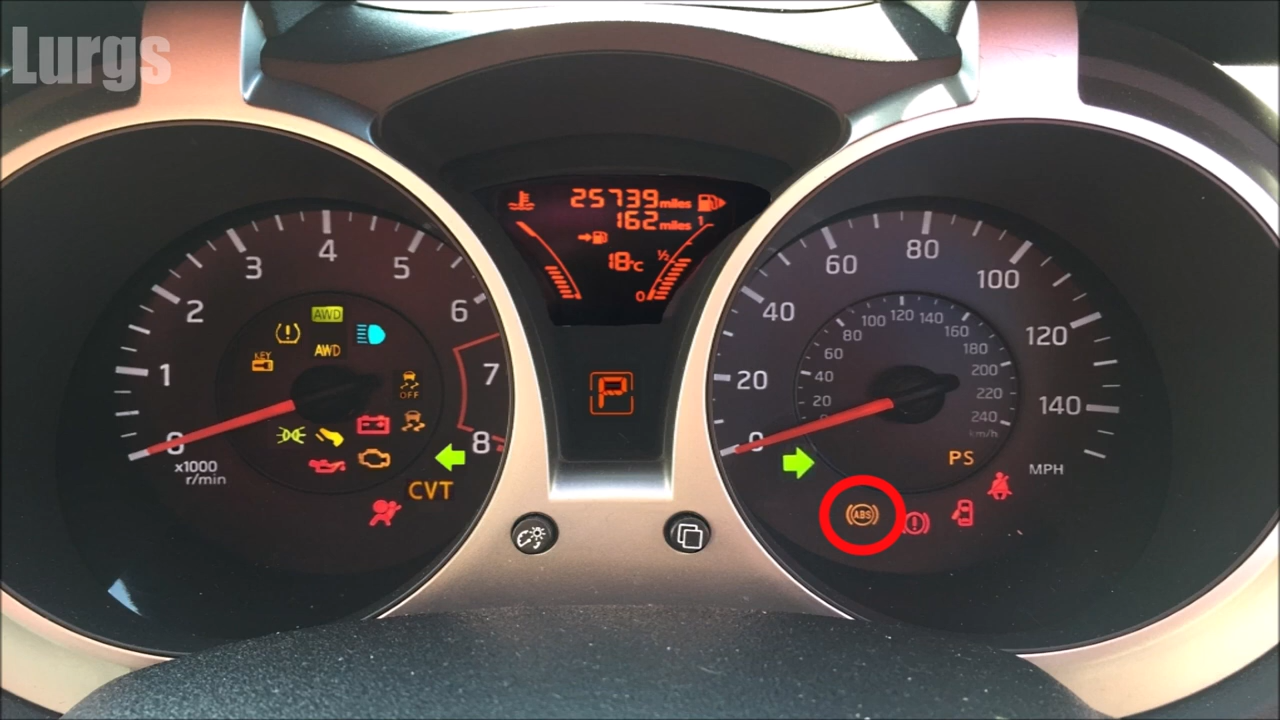 Lurgs
25739 miles
162 miles 1
18°C ½
0
4
3 5
2 6
1 7
0 8
x1000
r/min
AWD
AWD
KEY
OFF
CVT
P
80
60 100
40 120
20 140
0
MPH
120
100 140
80 160
60 180
40 200
20 220
0 240
km/h
PS
ABS